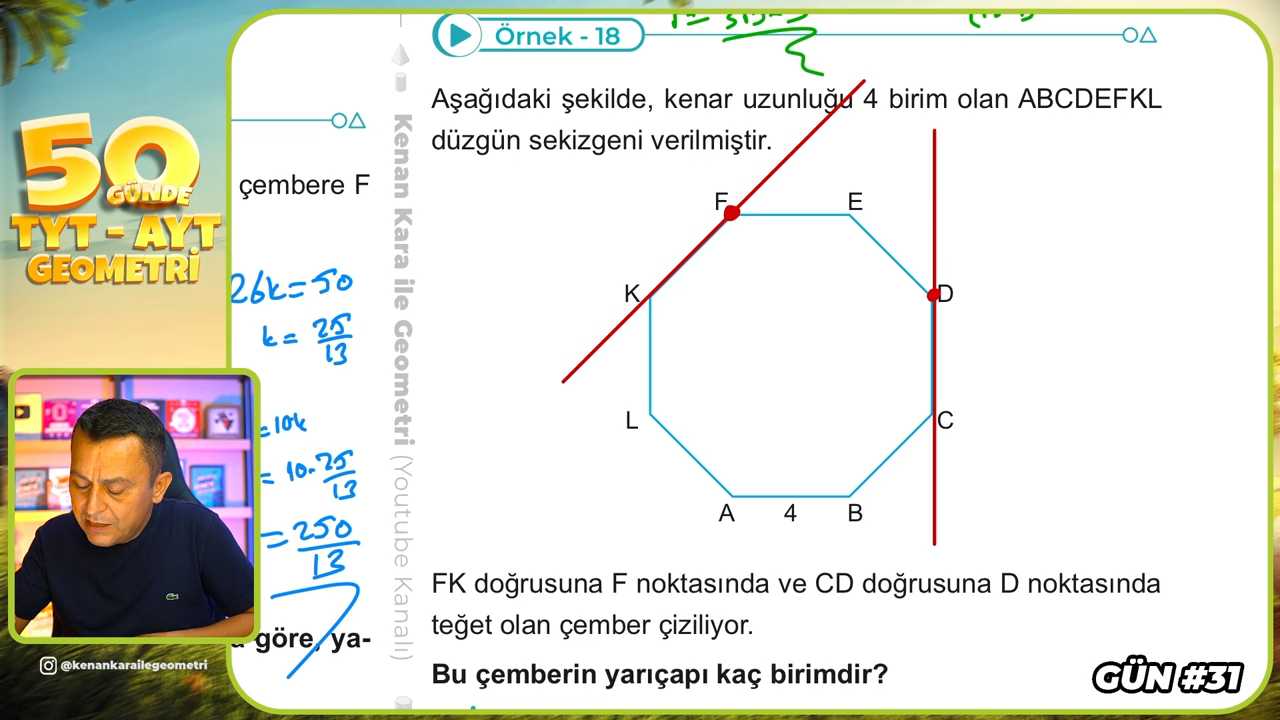 50
GÜNDE
TYT - AYT
GEOMETRİ
çembere F
26k=50
k = 25/13
=10k
= 10.25/13
= 250/13
göre, ya-
@kenankarailegeometri
Kenan Kara ile Geometri (Youtube Kanalı)
Örnek - 18
Aşağıdaki şekilde, kenar uzunluğu 4 birim olan ABCDEFKL
düzgün sekizgeni verilmiştir.
F
E
K
D
L
C
A
4
B
FK doğrusuna F noktasında ve CD doğrusuna D noktasında
teğet olan çember çiziliyor.
Bu çemberin yarıçapı kaç birimdir?
GÜN #31